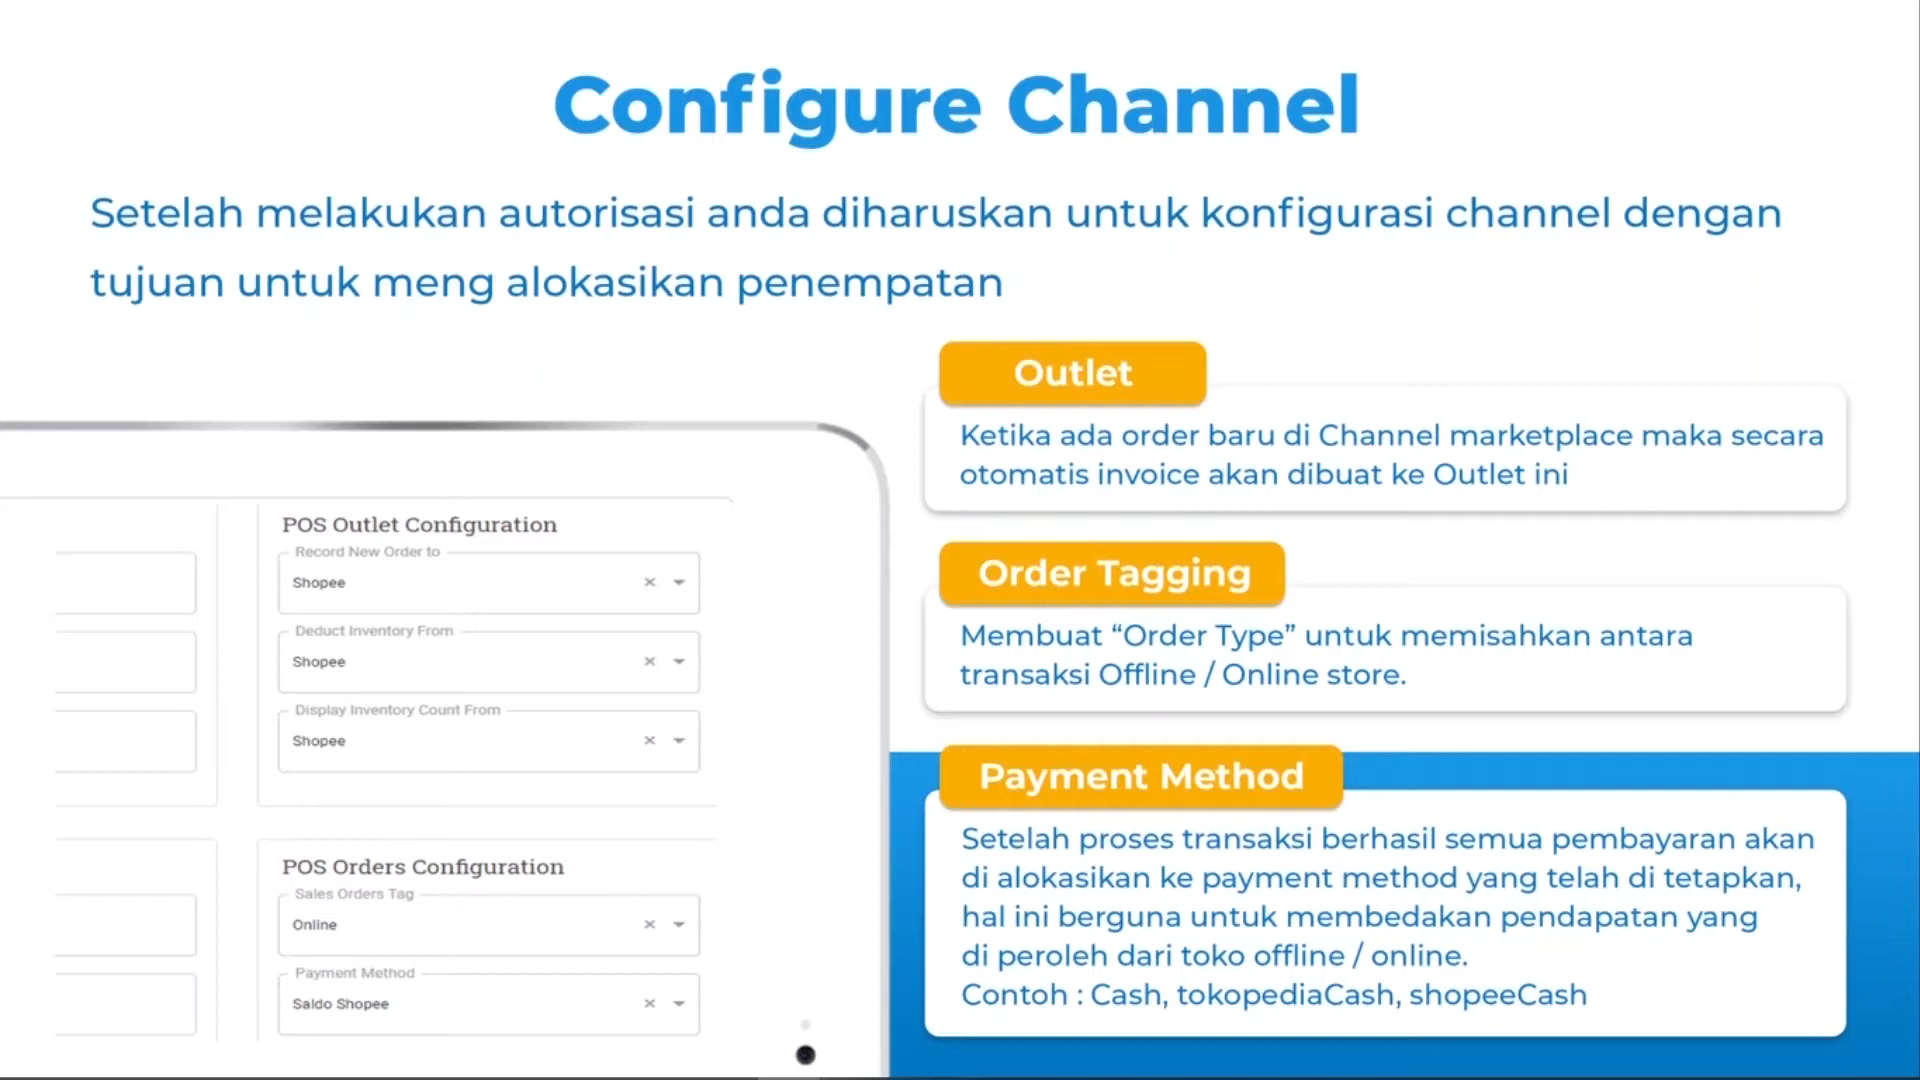 Configure Channel
Setelah melakukan autorisasi anda diharuskan untuk konfigurasi channel dengan
tujuan untuk meng alokasikan penempatan
POS Outlet Configuration
Record New Order to
Shopee
Deduct Inventory From
Shopee
Display Inventory Count From
Shopee
POS Orders Configuration
Sales Orders Tag
Online
Payment Method
Saldo Shopee
Outlet
Ketika ada order baru di Channel marketplace maka secara
otomatis invoice akan dibuat ke Outlet ini
Order Tagging
Membuat “Order Type” untuk memisahkan antara
transaksi Offline / Online store.
Payment Method
Setelah proses transaksi berhasil semua pembayaran akan
di alokasikan ke payment method yang telah di tetapkan,
hal ini berguna untuk membedakan pendapatan yang
di peroleh dari toko offline / online.
Contoh : Cash, tokopediaCash, shopeeCash